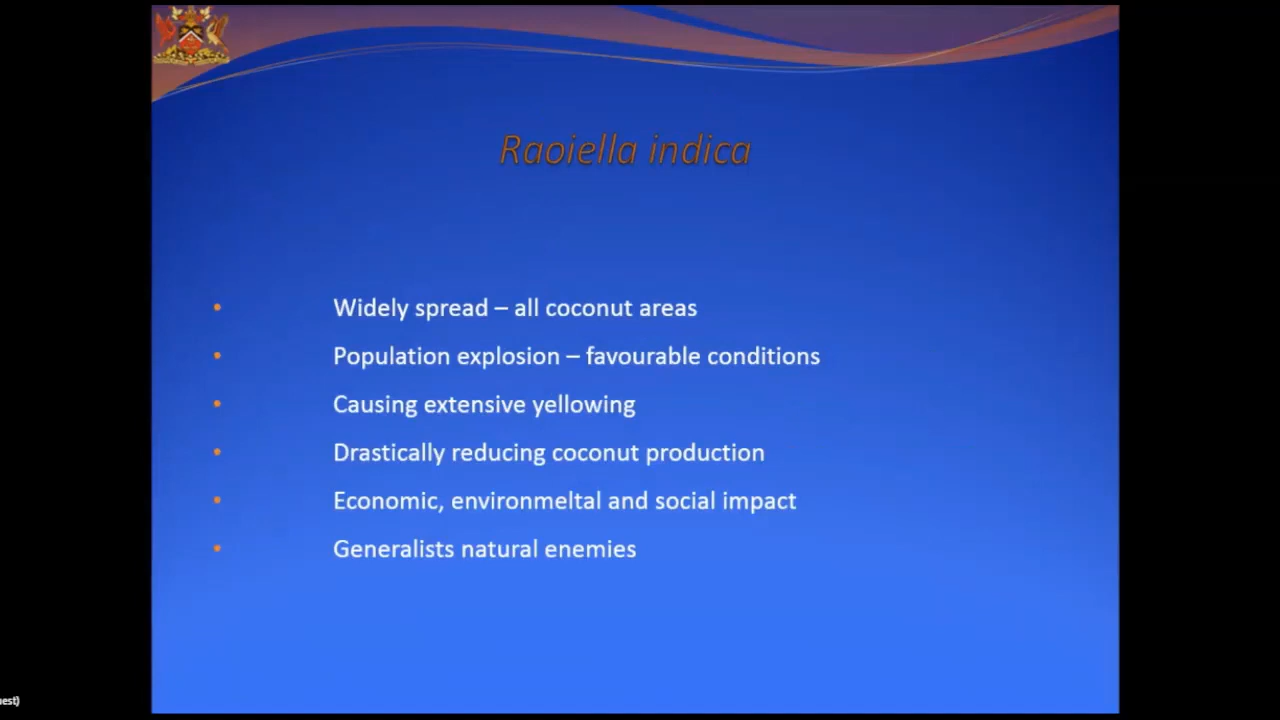 Raoiella indica
• Widely spread – all coconut areas
• Population explosion – favourable conditions
• Causing extensive yellowing
• Drastically reducing coconut production
• Economic, environmeltal and social impact
• Generalists natural enemies